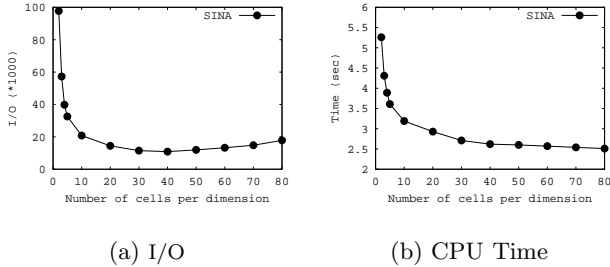 100
80
60
40
20
0
I/O (*1000)
SINA
0 10 20 30 40 50 60 70 80
Number of cells per dimension
(a) I/O
6
5.5
5
4.5
4
3.5
3
2.5
2
Time (sec)
SINA
0 10 20 30 40 50 60 70 80
Number of cells per dimension
(b) CPU Time